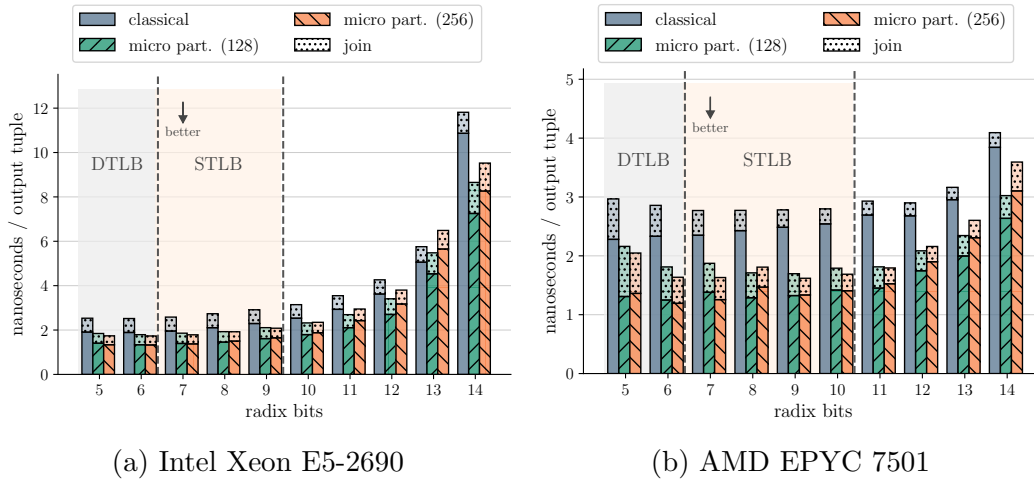 classical
micro part. (256)
micro part. (128)
join
12
10
8
6
4
2
0
nanoseconds / output tuple
better
DTLB
STLB
5 6 7 8 9 10 11 12 13 14
radix bits
(a) Intel Xeon E5-2690
classical
micro part. (256)
micro part. (128)
join
5
4
3
2
1
0
nanoseconds / output tuple
better
DTLB
STLB
5 6 7 8 9 10 11 12 13 14
radix bits
(b) AMD EPYC 7501